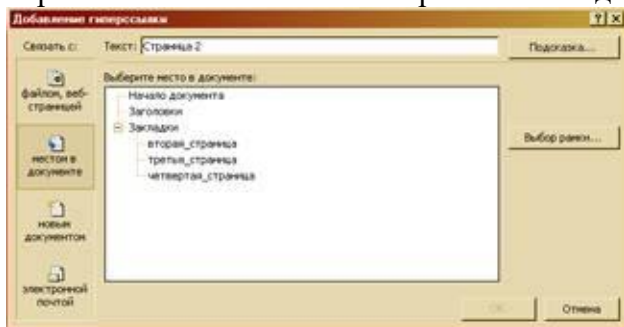 Добавление гиперссылки
Связать с: Текст: Страница 2 Подсказка...
Выберите место в документе:
файлом, веб-
страницей
Начало документа
Заголовки
Закладки
вторая_страница
третья_страница
четвертая_страница
Выбор рамки...
местом в
документе
новым
документом
электронной
почтой
OK Отмена